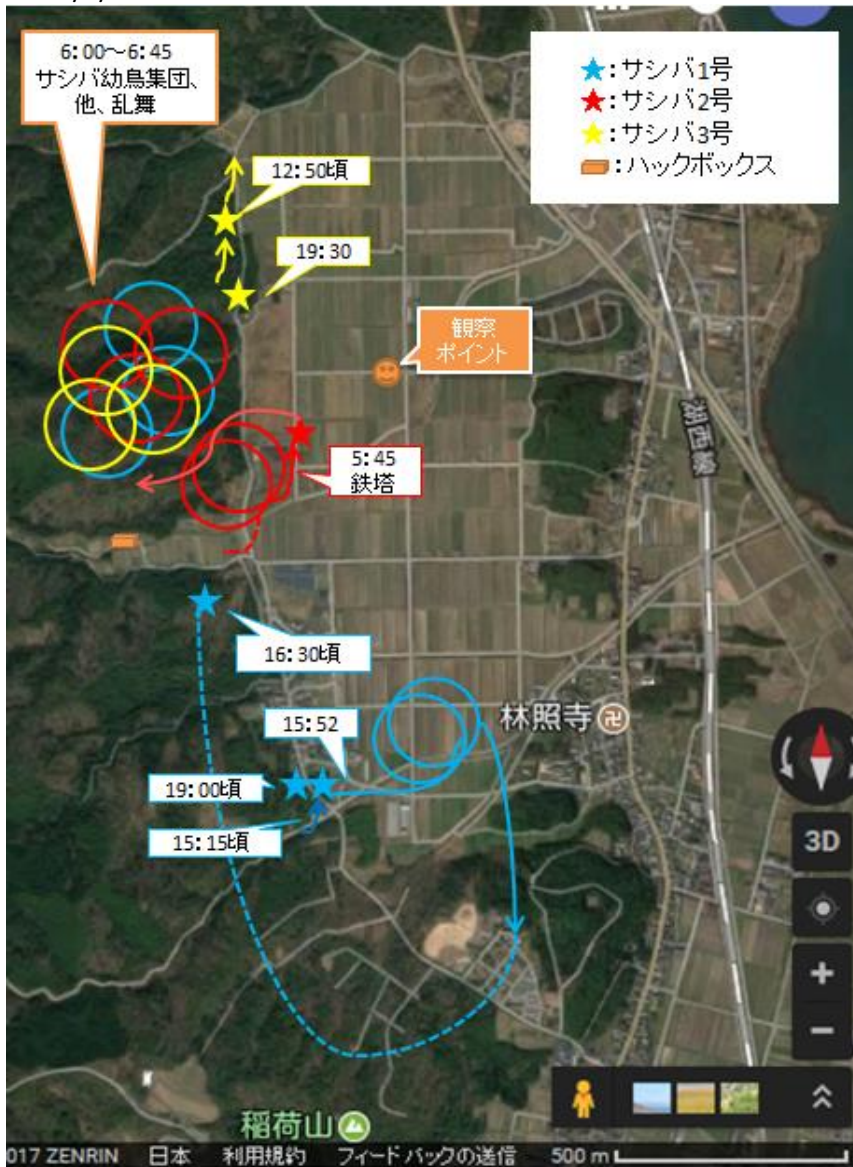 6:00～6:45
サシバ幼鳥集団、
他、乱舞
★:サシバ1号
★:サシバ2号
★:サシバ3号
:ハックボックス
12:50頃
19:30
観察
ポイント
湖西線
5:45
鉄塔
16:30頃
15:52
林照寺
卍
19:00頃
15:15頃
3D
+
−
稲荷山
017 ZENRIN 日本 利用規約 フィードバックの送信 500 m